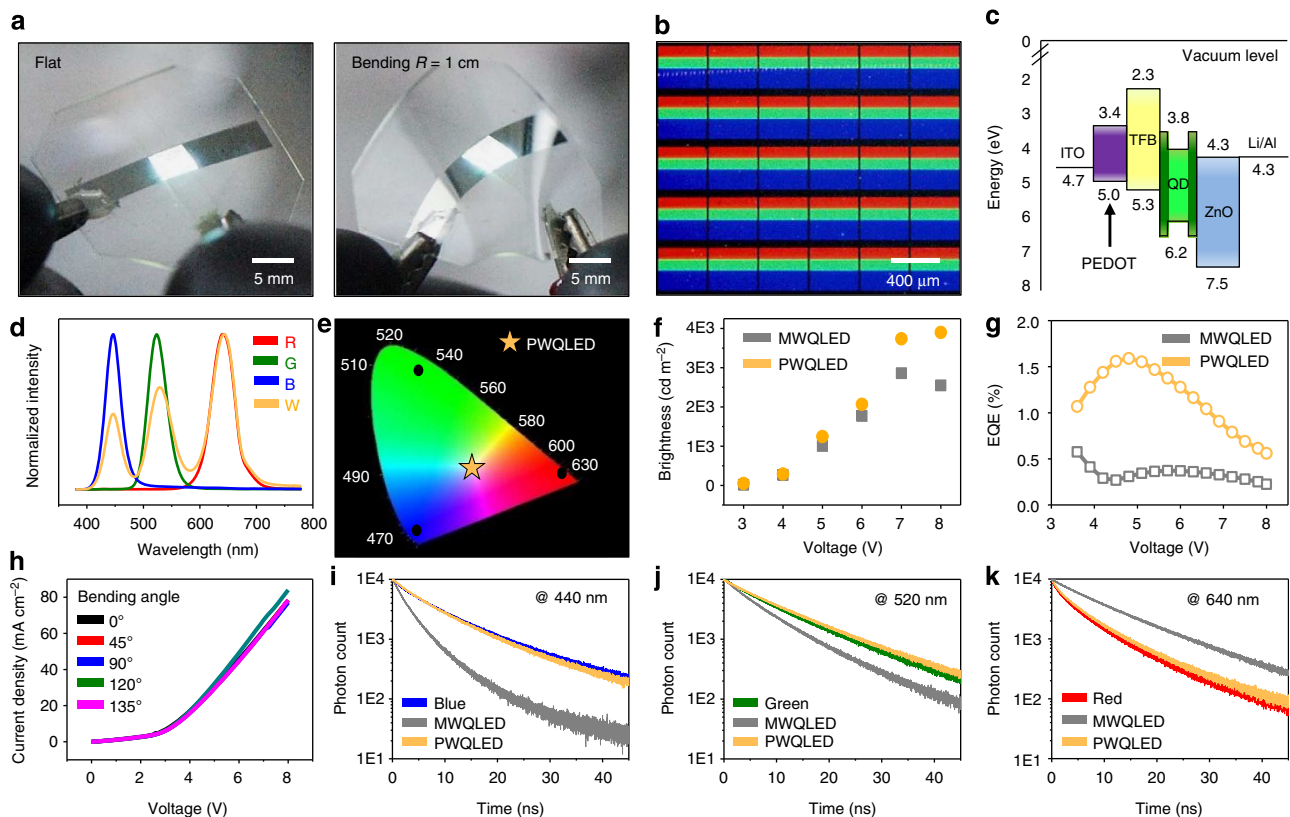 a
Flat
5 mm
Bending R = 1 cm
5 mm
b
400 μm
c
Energy (eV)
0
2
3
4
5
6
7
8
Vacuum level
2.3
3.4
TFB
3.8
4.3
Li/Al
ITO
4.7
QD
4.3
5.0
5.3
ZnO
PEDOT
6.2
7.5
d
Normalized intensity
R
G
B
W
400 500 600 700 800
Wavelength (nm)
e
PWQLED
520
540
510
560
580
600
630
490
470
f
Brightness (cd m−2)
4E3
3E3
2E3
1E3
0
MWQLED
PWQLED
3 4 5 6 7 8
Voltage (V)
g
EQE (%)
2.0
1.5
1.0
0.5
0.0
MWQLED
PWQLED
3 4 5 6 7 8
Voltage (V)
h
Current density (mA cm−2)
80
60
40
20
0
Bending angle
0°
45°
90°
120°
135°
0 2 4 6 8
Voltage (V)
i
Photon count
1E4
1E3
1E2
1E1
@ 440 nm
Blue
MWQLED
PWQLED
0 10 20 30 40
Time (ns)
j
Photon count
1E4
1E3
1E2
1E1
@ 520 nm
Green
MWQLED
PWQLED
0 10 20 30 40
Time (ns)
k
Photon count
1E4
1E3
1E2
1E1
@ 640 nm
Red
MWQLED
PWQLED
0 10 20 30 40
Time (ns)